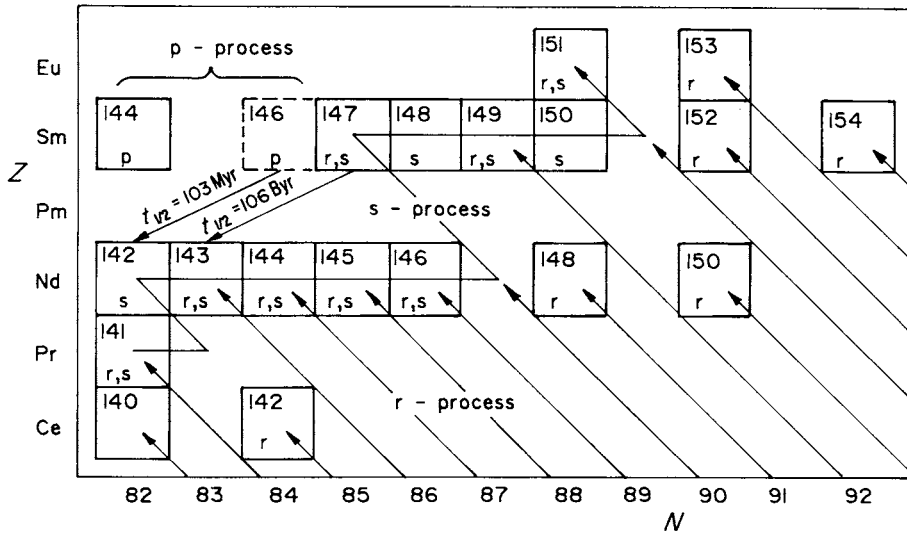 p - process
Eu 151 r,s 153 r
Sm 144 p 146 p 147 r,s 148 s 149 r,s 150 s 152 r 154 r
Z
t 1/2 = 103 Myr
t 1/2 = 106 Byr
Pm s - process
Nd 142 s 143 r,s 144 r,s 145 r,s 146 r,s 148 r 150 r
Pr 141 r,s
r - process
Ce 140 142 r
82 83 84 85 86 87 88 89 90 91 92
N